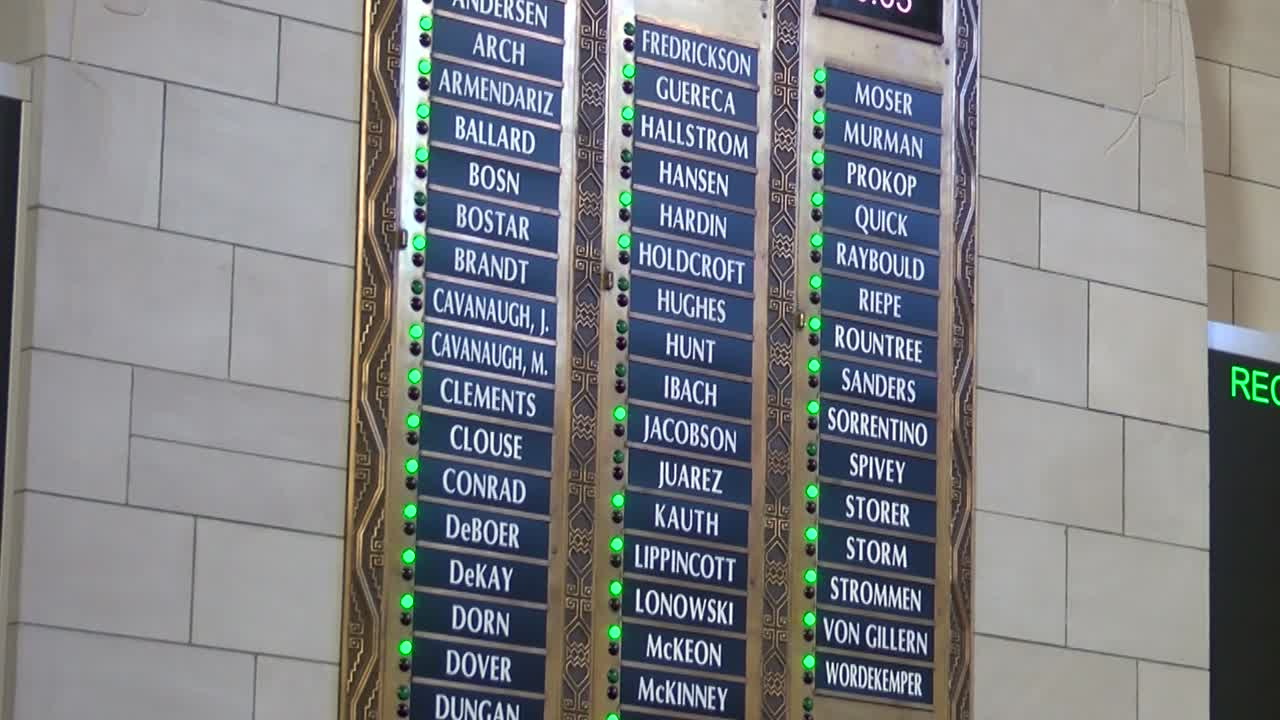 ANDERSEN
ARCH
ARMENDARIZ
BALLARD
BOSN
BOSTAR
BRANDT
CAVANAUGH, J.
CAVANAUGH, M.
CLEMENTS
CLOUSE
CONRAD
DeBOER
DeKAY
DORN
DOVER
DUNGAN
FREDRICKSON
GUERECA
HALLSTROM
HANSEN
HARDIN
HOLDCROFT
HUGHES
HUNT
IBACH
JACOBSON
JUAREZ
KAUTH
LIPPINCOTT
LONOWSKI
McKEON
McKINNEY
MOSER
MURMAN
PROKOP
QUICK
RAYBOULD
RIEPE
ROUNTREE
SANDERS
SORRENTINO
SPIVEY
STORER
STORM
STROMMEN
VON GILLERN
WORDEKEMPER